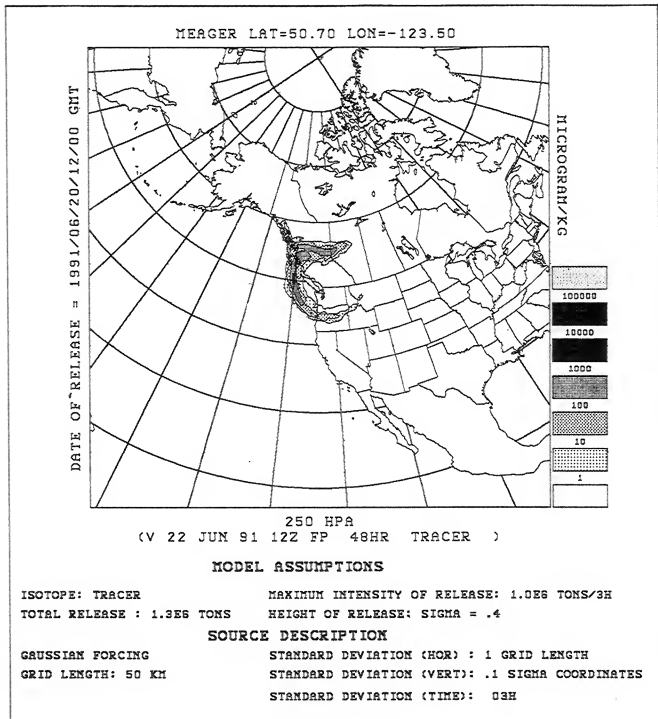 MEAGER LAT=50.70 LON=-123.50
DATE OF RELEASE = 1991/06/20/12/00 GMT
MICROGRAM/KG
100000
10000
1000
100
10
1
250 HPA
(V 22 JUN 91 12Z FP 48HR TRACER )
MODEL ASSUMPTIONS
ISOTOPE: TRACER
MAXIMUM INTENSITY OF RELEASE: 1.0E6 TONS/3H
TOTAL RELEASE : 1.3E6 TONS
HEIGHT OF RELEASE: SIGMA = .4
SOURCE DESCRIPTION
GAUSSIAN FORCING
STANDARD DEVIATION (HOR) : 1 GRID LENGTH
GRID LENGTH: 50 KM
STANDARD DEVIATION (VERT): .1 SIGMA COORDINATES
STANDARD DEVIATION (TIME): 03H